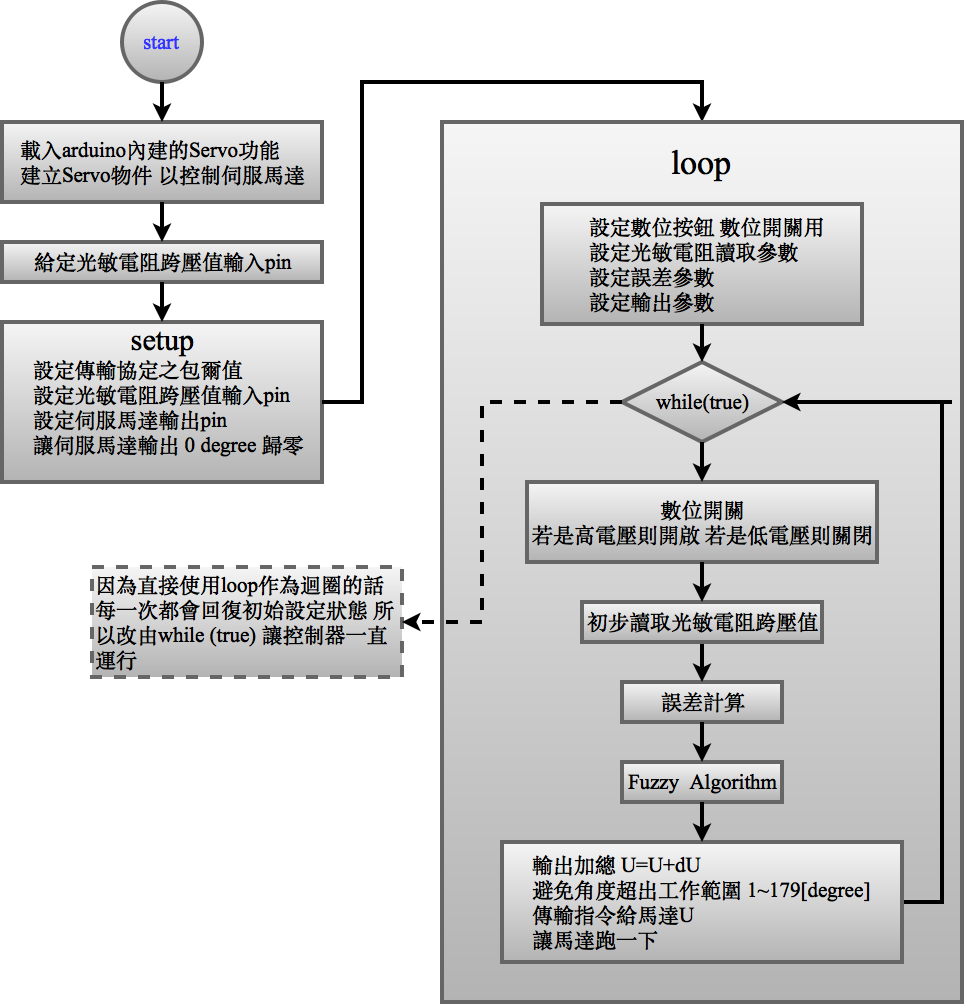 start
載入arduino內建的Servo功能
建立Servo物件 以控制伺服馬達
給定光敏電阻跨壓值輸入pin
setup
設定傳輸協定之包爾值
設定光敏電阻跨壓值輸入pin
設定伺服馬達輸出pin
讓伺服馬達輸出 0 degree 歸零
loop
設定數位按鈕 數位開關用
設定光敏電阻讀取參數
設定誤差參數
設定輸出參數
while(true)
數位開關
若是高電壓則開啟 若是低電壓則關閉
初步讀取光敏電阻跨壓值
誤差計算
Fuzzy Algorithm
輸出加總 U=U+dU
避免角度超出工作範圍 1~179[degree]
傳輸指令給馬達U
讓馬達跑一下
因為直接使用loop作為迴圈的話
每一次都會回復初始設定狀態 所
以改由while (true) 讓控制器一直
運行